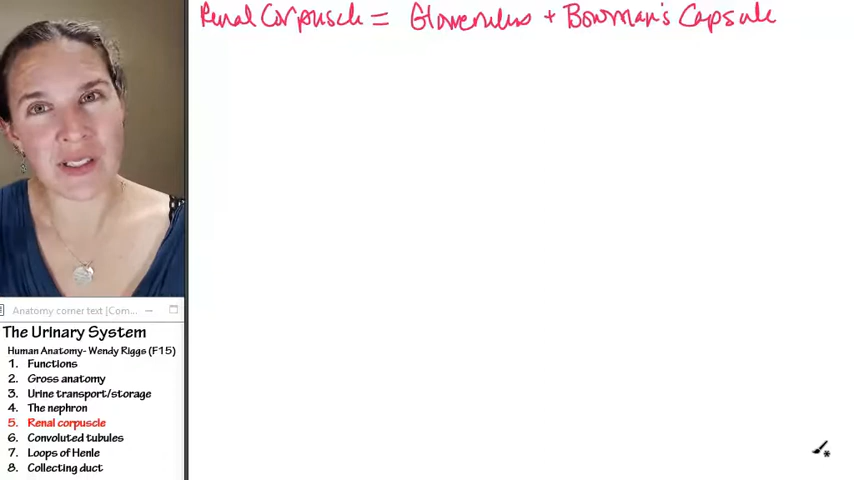 Renal Corpuscle = Glomerulus + Bowman's Capsule
Anatomy corner text [Com...
The Urinary System
Human Anatomy- Wendy Riggs (F15)
1. Functions
2. Gross anatomy
3. Urine transport/storage
4. The nephron
5. Renal corpuscle
6. Convoluted tubules
7. Loops of Henle
8. Collecting duct